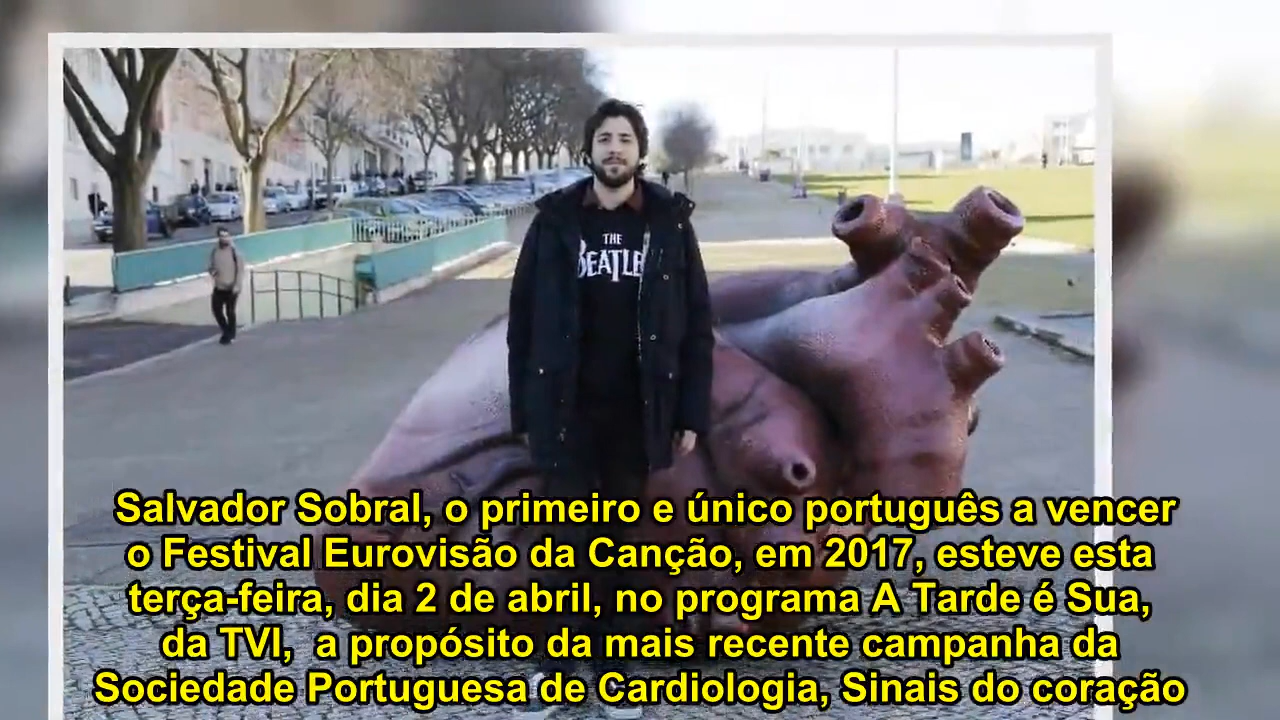 THE
BEATLE
Salvador Sobral, o primeiro e único português a vencer
o Festival Eurovisão da Canção, em 2017, esteve esta
terça-feira, dia 2 de abril, no programa A Tarde é Sua,
da TVI,  a propósito da mais recente campanha da
Sociedade Portuguesa de Cardiologia, Sinais do coração